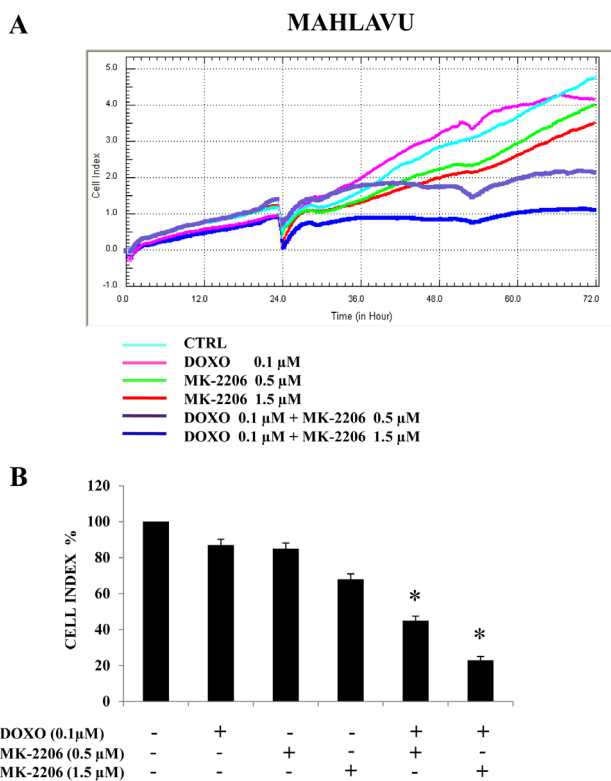 A
MAHLAVU
5.0
4.0
3.0
2.0
1.0
0.0
-1.0
Cell Index
0.0 12.0 24.0 36.0 48.0 60.0 72.0
Time (in Hour)
CTRL
DOXO 0.1 µM
MK-2206 0.5 µM
MK-2206 1.5 µM
DOXO 0.1 µM + MK-2206 0.5 µM
DOXO 0.1 µM + MK-2206 1.5 µM
B
120
100
80
60
40
20
0
CELL INDEX %
* *
DOXO (0.1µM) - + - - + +
MK-2206 (0.5 µM) - - + - + -
MK-2206 (1.5 µM) - - - + - +